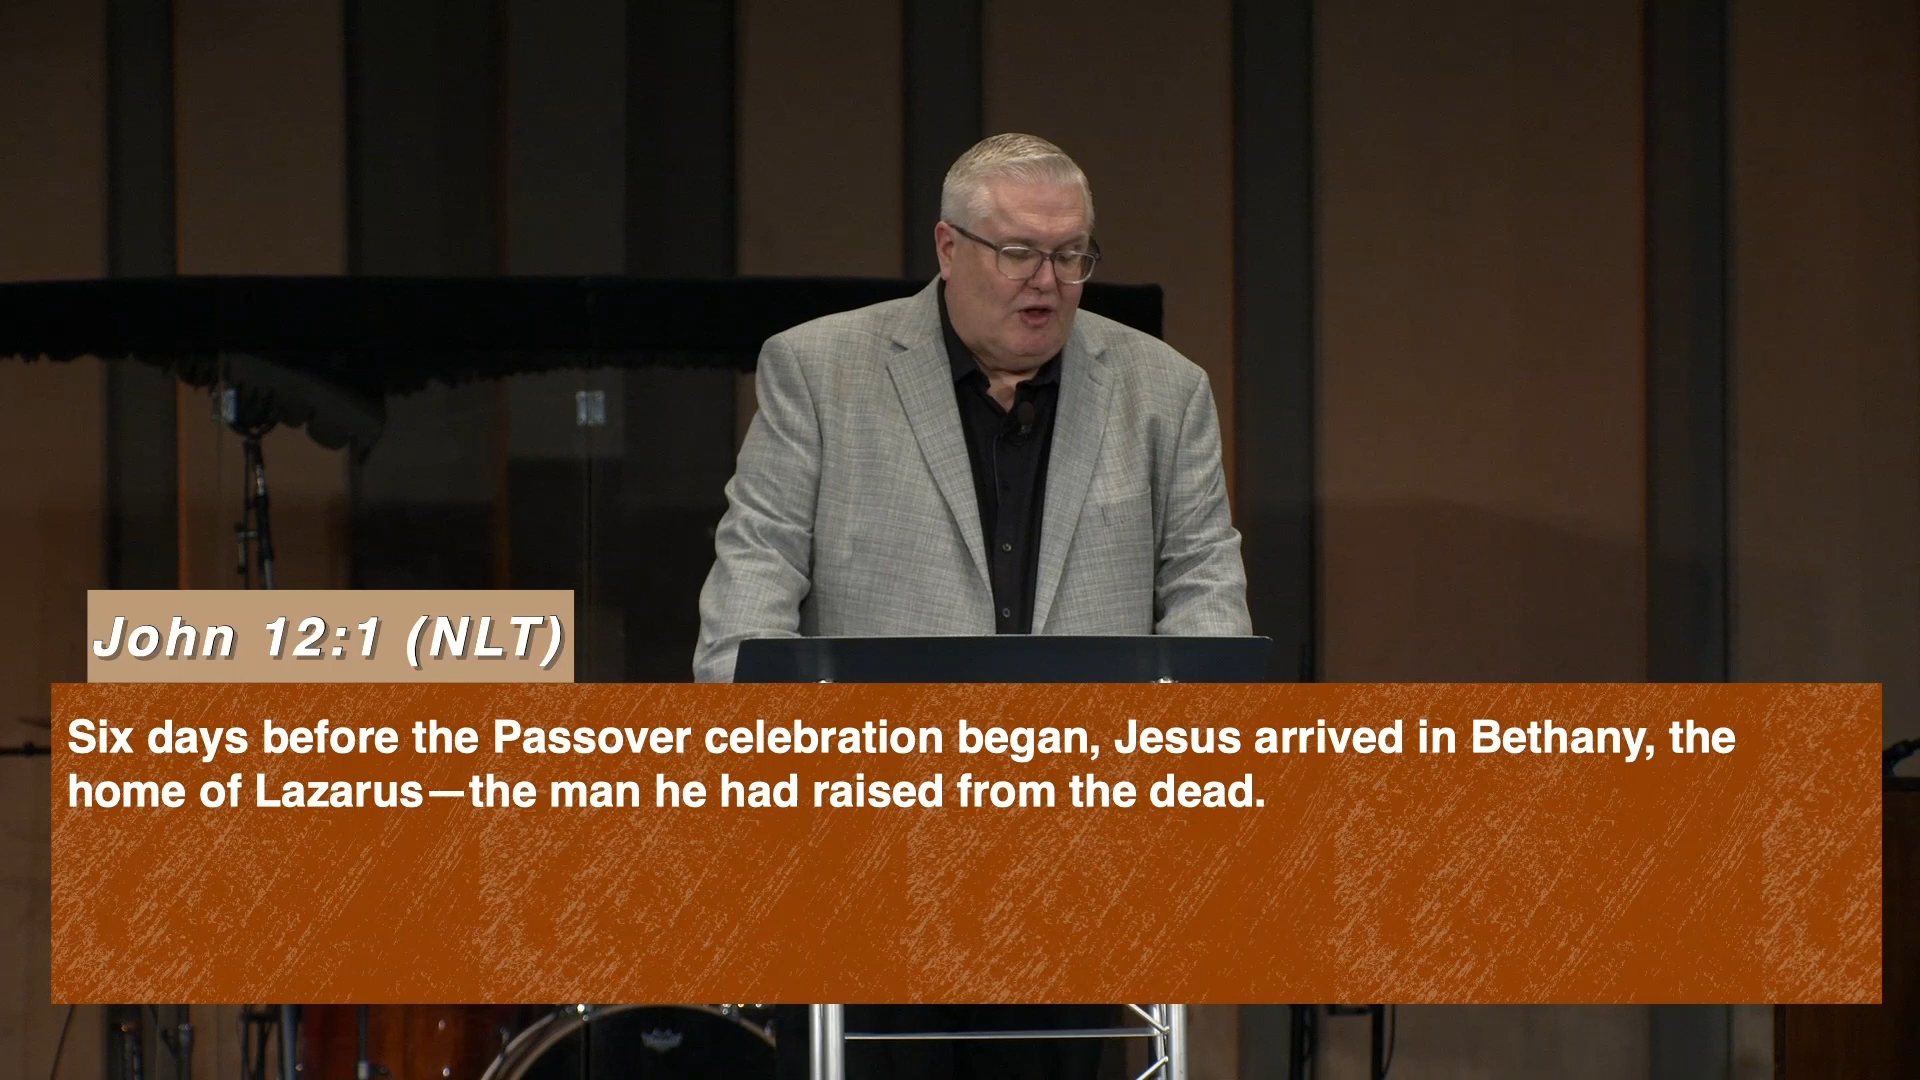 John 12:1 (NLT)
Six days before the Passover celebration began, Jesus arrived in Bethany, the
home of Lazarus—the man he had raised from the dead.